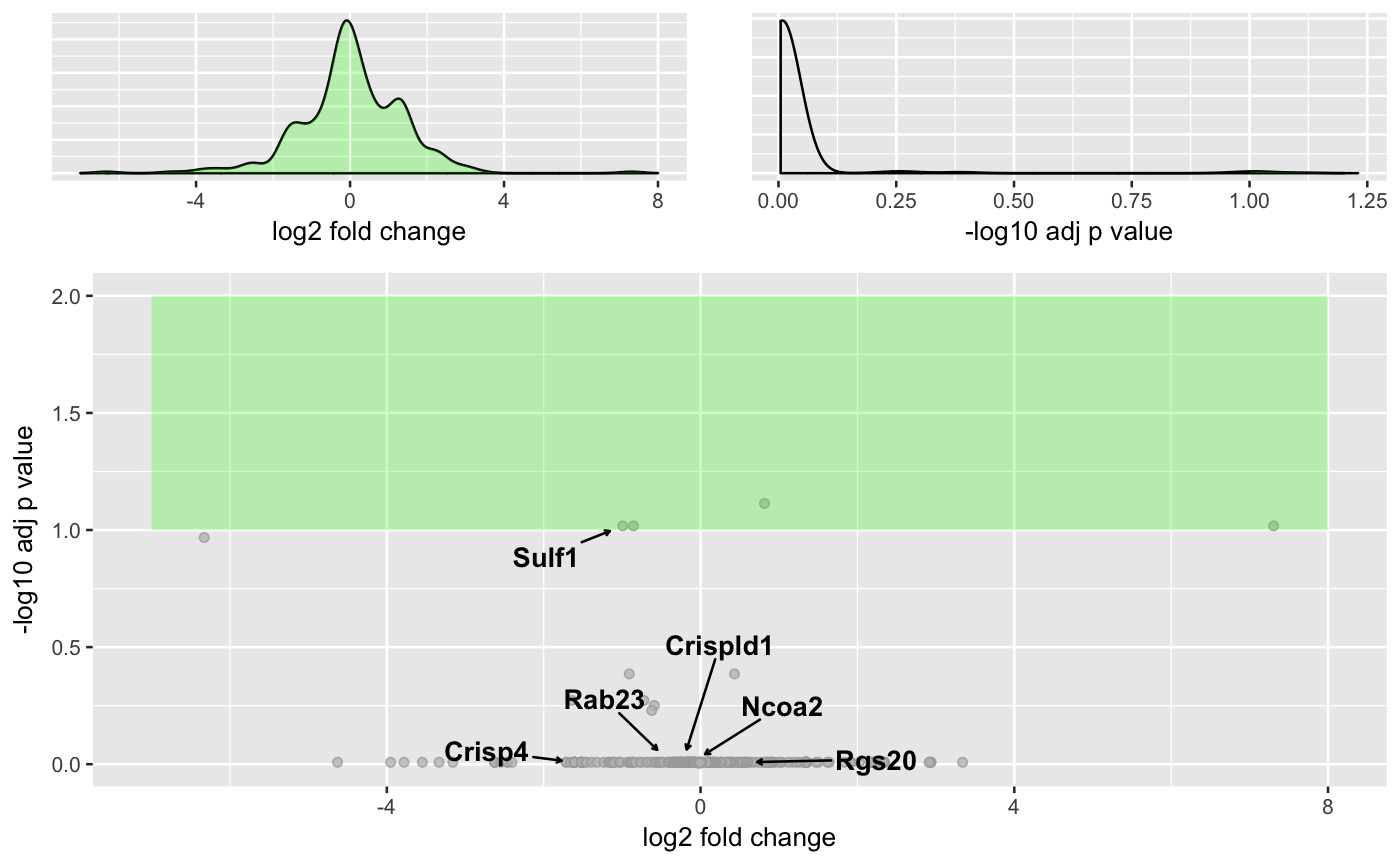 -4 0 4 8
log2 fold change
0.00 0.25 0.50 0.75 1.00 1.25
-log10 adj p value
2.0
1.5
1.0
0.5
0.0
-log10 adj p value
Sulf1
Crispld1
Rab23
Ncoa2
Crisp4
Rgs20
-4 0 4 8
log2 fold change